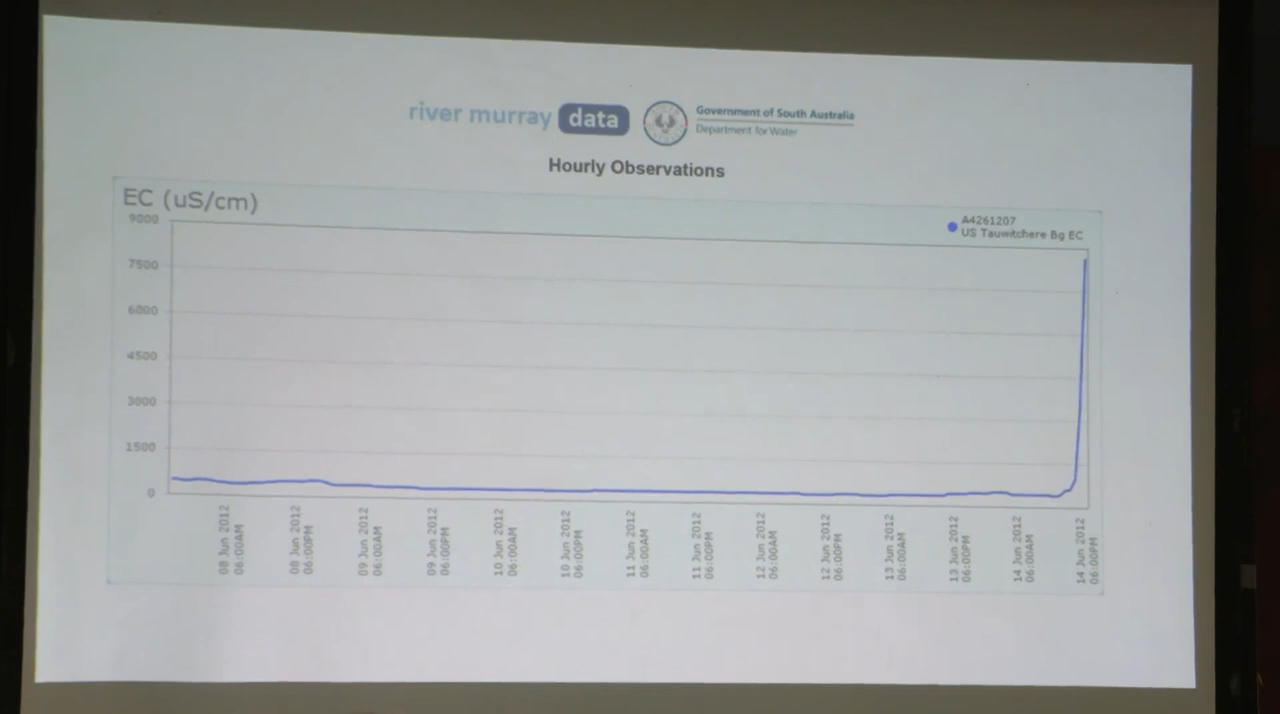 river murray data
Government of South Australia
Department for Water
Hourly Observations
EC (uS/cm)
A4261207
US Tauwitchere Bg EC
9000
7500
6000
4500
3000
1500
0
08 Jun 2012
06:00AM
08 Jun 2012
06:00PM
09 Jun 2012
06:00AM
09 Jun 2012
06:00PM
10 Jun 2012
06:00AM
10 Jun 2012
06:00PM
11 Jun 2012
06:00AM
11 Jun 2012
06:00PM
12 Jun 2012
06:00AM
12 Jun 2012
06:00PM
13 Jun 2012
06:00AM
13 Jun 2012
06:00PM
14 Jun 2012
06:00AM
14 Jun 2012
06:00PM